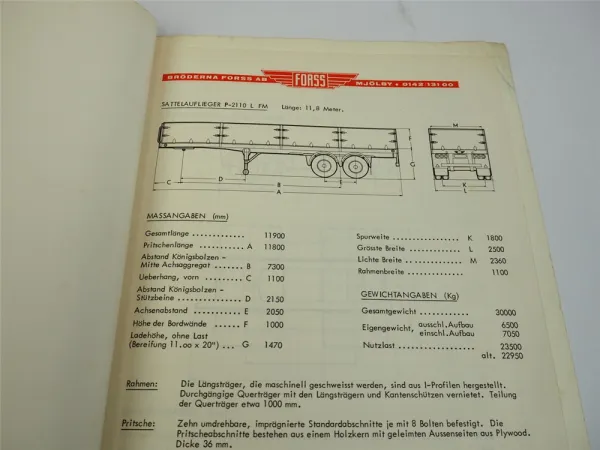 BRÖDERNA FORSS AB FORSS MJÖLBY • 0142/131 00
SATTELAUFLIEGER P-2110 L FM Länge: 11,8 Meter.
M
F
G
C D E
B
A
K
L
MASSANGABEN (mm)
Gesamtlänge ............ 11900
Pritschenlänge ........... A 11800
Abstand Königsbolzen -
Mitte Achsaggregat ....... B 7300
Ueberhang, vorn ......... C 1100
Abstand Königsbolzen -
Stützbeine .............. D 2150
Achsenabstand ........... E 2050
Höhe der Bordwände ...... F 1000
Ladehöhe, ohne Last
(Bereifung 11.oo x 20") ... G 1470
Spurweite ................ K 1800
Grösste Breite ............ L 2500
Lichte Breite ............. M 2360
Rahmenbreite .............. 1100
GEWICHTANGABEN (Kg)
Gesamtgewicht ............... 30000
Eigengewicht, ausschl.Aufbau 6500
einschl.Aufbau 7050
Nutzlast .................... 23500
alt. 22950
Rahmen: Die Längsträger, die maschinell geschweisst werden, sind aus I-Profilen hergestellt.
Durchgängige Querträger mit den Längsträgern und Kantenschützen vernietet. Teilung
der Querträger etwa 1000 mm.
Pritsche: Zehn umdrehbare, imprägnierte Standardabschnitte je mit 8 Bolten befestigt. Die
Pritscheabschnitte bestehen aus einem Holzkern mit geleimten Aussenseiten aus Plywood.
Dicke 36 mm.